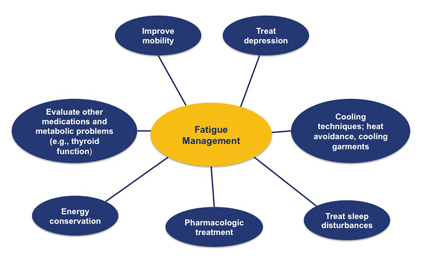 Improve
mobility
Treat
depression
Evaluate other
medications and
metabolic problems
(e.g., thyroid
function)
Fatigue
Management
Cooling
techniques; heat
avoidance, cooling
garments
Energy
conservation
Pharmacologic
treatment
Treat sleep
disturbances